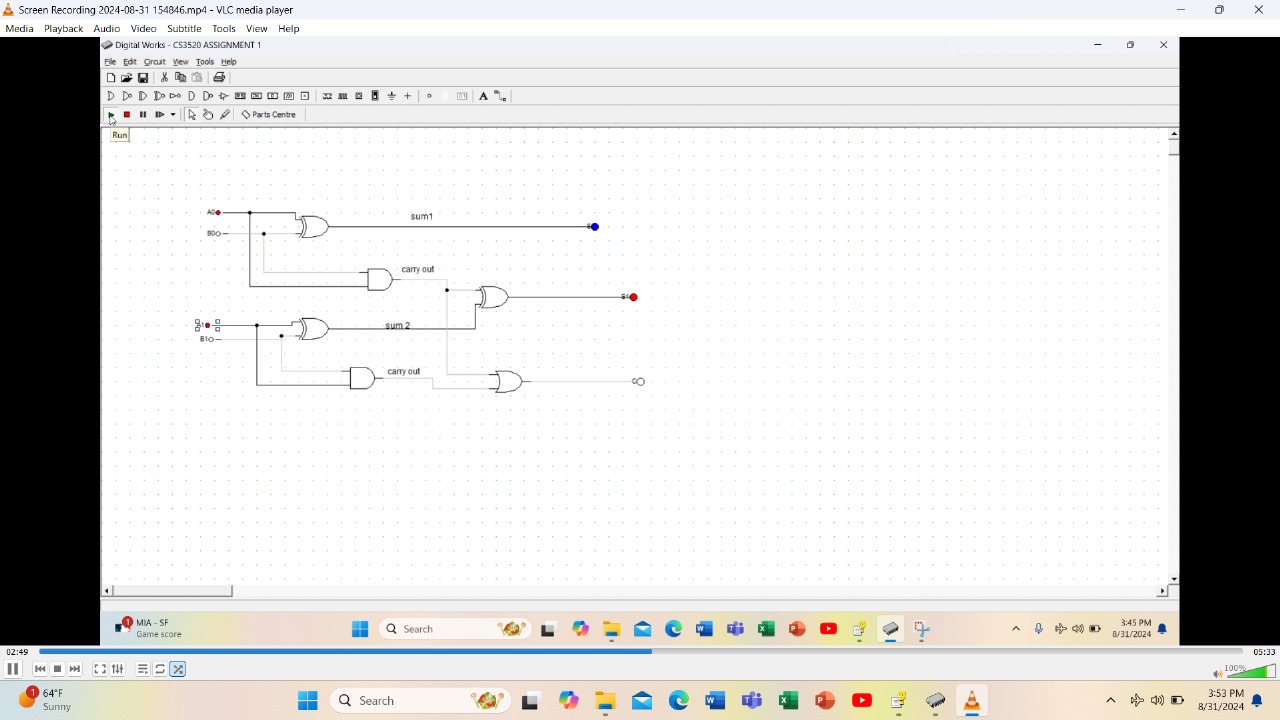 Screen Recording 2024-08-31 154846.mp4 - VLC media player
Media Playback Audio Video Subtitle Tools View Help
Digital Works - CS3520 ASSIGNMENT 1
File Edit Circuit View Tools Help
Parts Centre
Run
A0
sum1
B0
carry out
S1
sum 2
B1
carry out
MIA - SF
Game score
Search
3:45 PM
8/31/2024
02:49
05:33
100%
64°F
Sunny
Search
3:53 PM
8/31/2024